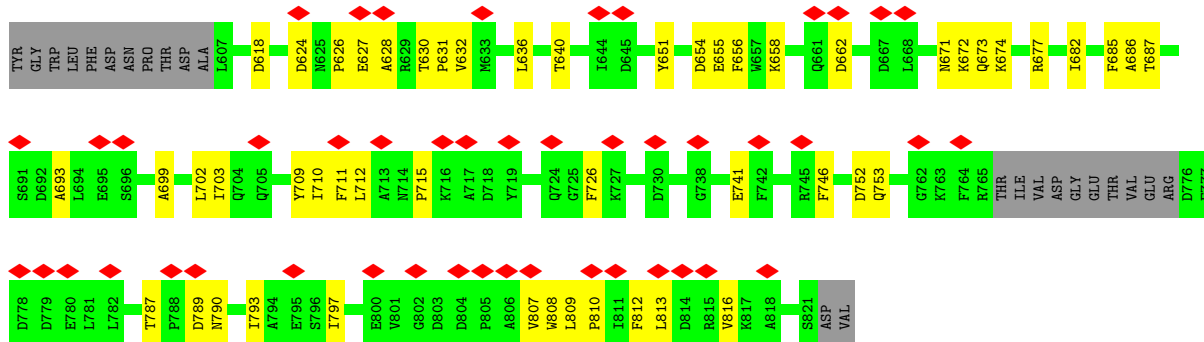 TYR GLY TRP LEU PHE ASP ASN PRO THR ASP ALA L607 D618 D624 N625 P626 E627 A628 R629 T630 P631 V632 M633 L636 T640 I644 D645 Y651 D654 E655 F656 W657 K658 Q661 D662 D667 L668 N671 K672 Q673 K674 R677 I682 F685 A686 T687
S691 D692 A693 L694 E695 S696 A699 L702 I703 Q704 Q705 Y709 I710 F711 L712 A713 N714 P715 K716 A717 D718 Y719 Q724 G725 F726 K727 D730 G738 E741 F742 R745 F746 D752 Q753 G762 K763 F764 R765 THR ILE VAL ASP GLY GLU THR VAL GLU ARG D776
D778 D779 E780 L781 L782 T787 P788 D789 N790 I793 A794 E795 S796 I797 E800 V801 G802 D803 D804 P805 A806 V807 W808 L809 P810 I811 F812 L813 D814 R815 V816 K817 A818 S821 ASP VAL